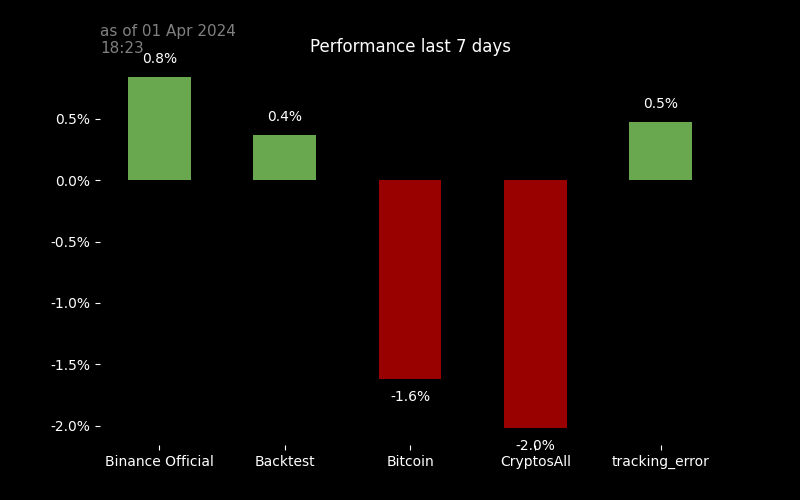 as of 01 Apr 2024
18:23
Performance last 7 days
0.8%
0.4%
0.5%
0.5%
0.0%
-0.5%
-1.0%
-1.5%
-2.0%
-1.6%
-2.0%
Binance Official
Backtest
Bitcoin
CryptosAll
tracking_error